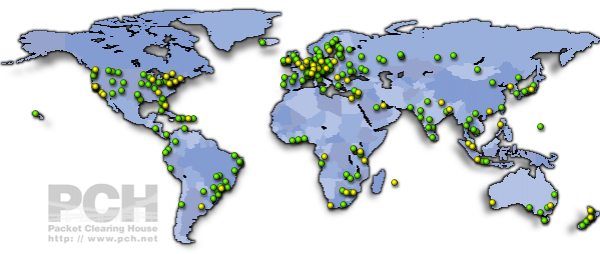 PCH
Packet Clearing House
http: // www.pch.net